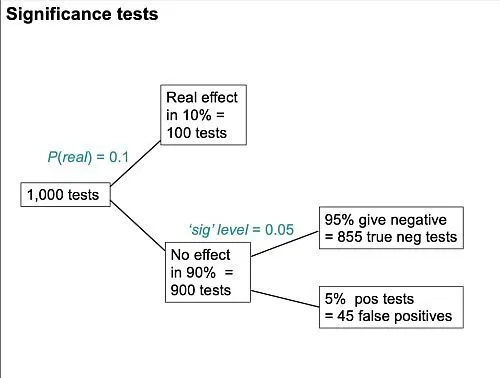 Significance tests
Real effect
in 10% =
100 tests
P(real) = 0.1
1,000 tests
'sig' level = 0.05
No effect
in 90%  =
900 tests
95% give negative
= 855 true neg tests
5%  pos tests
= 45 false positives